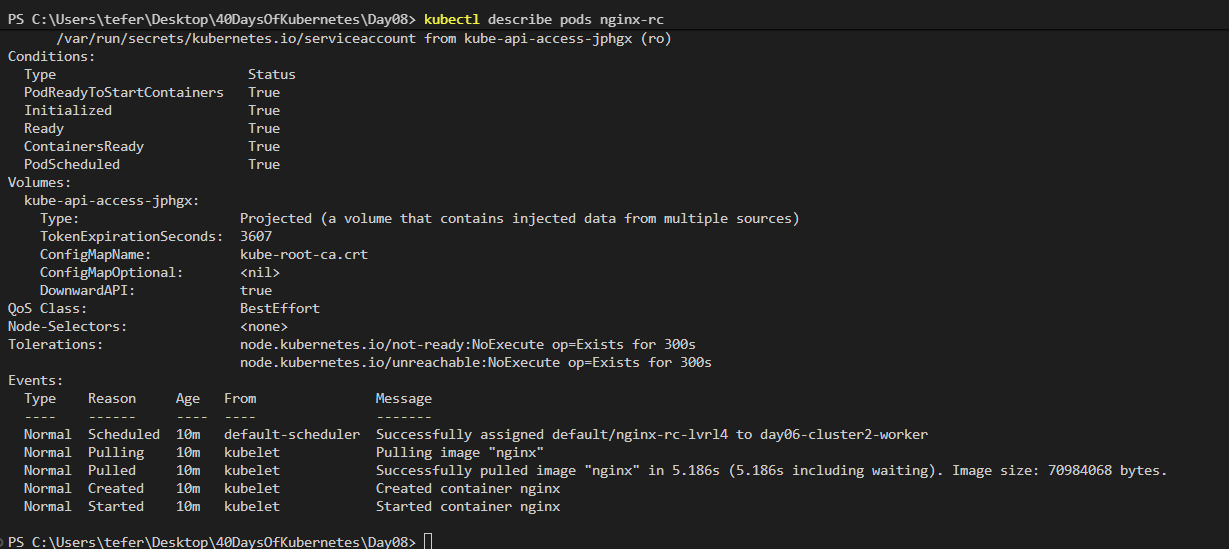 PS C:\Users\tefer\Desktop\40DaysOfKubernetes\Day08> kubectl describe pods nginx-rc
      /var/run/secrets/kubernetes.io/serviceaccount from kube-api-access-jphgx (ro)
Conditions:
  Type                        Status
  PodReadyToStartContainers   True
  Initialized                 True
  Ready                       True
  ContainersReady             True
  PodScheduled                True
Volumes:
  kube-api-access-jphgx:
    Type:                    Projected (a volume that contains injected data from multiple sources)
    TokenExpirationSeconds:  3607
    ConfigMapName:           kube-root-ca.crt
    ConfigMapOptional:       <nil>
    DownwardAPI:             true
QoS Class:                   BestEffort
Node-Selectors:              <none>
Tolerations:                 node.kubernetes.io/not-ready:NoExecute op=Exists for 300s
                             node.kubernetes.io/unreachable:NoExecute op=Exists for 300s
Events:
  Type    Reason     Age   From               Message
  ----    ------     ----  ----               -------
  Normal  Scheduled  10m   default-scheduler  Successfully assigned default/nginx-rc-lvrl4 to day06-cluster2-worker
  Normal  Pulling    10m   kubelet            Pulling image "nginx"
  Normal  Pulled     10m   kubelet            Successfully pulled image "nginx" in 5.186s (5.186s including waiting). Image size: 70984068 bytes.
  Normal  Created    10m   kubelet            Created container nginx
  Normal  Started    10m   kubelet            Started container nginx
PS C:\Users\tefer\Desktop\40DaysOfKubernetes\Day08>